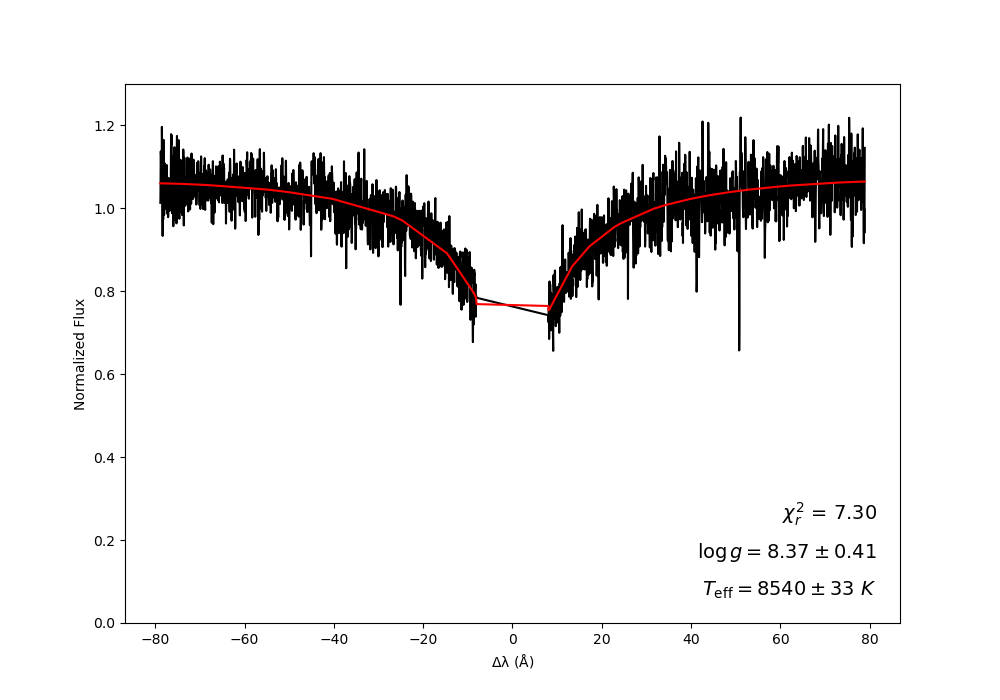 1.2
1.0
0.8
0.6
0.4
0.2
0.0
Normalized Flux
−80 −60 −40 −20 0 20 40 60 80
Δλ (Å)
χ²ᵣ = 7.30
log g = 8.37 ± 0.41
T_eff = 8540 ± 33 K